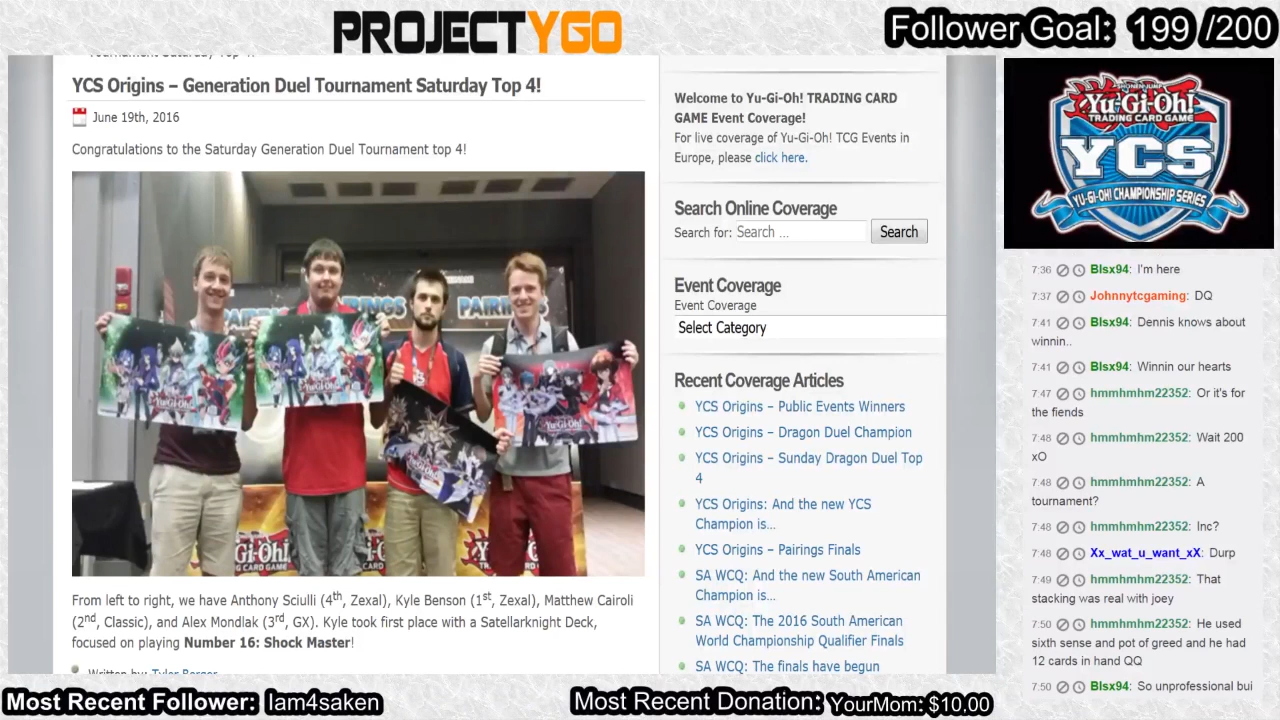 PROJECTYGO
Follower Goal: 199 /200
YCS Origins – Generation Duel Tournament Saturday Top 4!
June 19th, 2016
Congratulations to the Saturday Generation Duel Tournament top 4!
PAIRINGS
Yu-Gi-Oh!
From left to right, we have Anthony Sciulli (4th, Zexal), Kyle Benson (1st, Zexal), Matthew Cairoli
(2nd, Classic), and Alex Mondlak (3rd, GX). Kyle took first place with a Satellarknight Deck,
focused on playing Number 16: Shock Master!
Written by: Tyler Berger
Welcome to Yu-Gi-Oh! TRADING CARD
GAME Event Coverage!
For live coverage of Yu-Gi-Oh! TCG Events in
Europe, please click here.
Search Online Coverage
Search for: Search ... Search
Event Coverage
Event Coverage
Select Category
Recent Coverage Articles
YCS Origins – Public Events Winners
YCS Origins – Dragon Duel Champion
YCS Origins – Sunday Dragon Duel Top
4
YCS Origins: And the new YCS
Champion is...
YCS Origins – Pairings Finals
SA WCQ: And the new South American
Champion is...
SA WCQ: The 2016 South American
World Championship Qualifier Finals
SA WCQ: The finals have begun
SHONEN JUMP
Yu-Gi-Oh!
TRADING CARD GAME
YCS
YU-GI-OH! CHAMPIONSHIP SERIES
7:36 Blsx94: I'm here
7:37 Johnnytcgaming: DQ
7:41 Blsx94: Dennis knows about
winnin..
7:41 Blsx94: Winnin our hearts
7:47 hmmhmhm22352: Or it's for
the fiends
7:48 hmmhmhm22352: Wait 200
xO
7:48 hmmhmhm22352: A
tournament?
7:48 hmmhmhm22352: Inc?
7:48 Xx_wat_u_want_xX: Durp
7:49 hmmhmhm22352: That
stacking was real with joey
7:50 hmmhmhm22352: He used
sixth sense and pot of greed and he had
12 cards in hand QQ
7:50 Blsx94: So unprofessional bui
Most Recent Follower: Iam4saken
Most Recent Donation: YourMom: $10.00